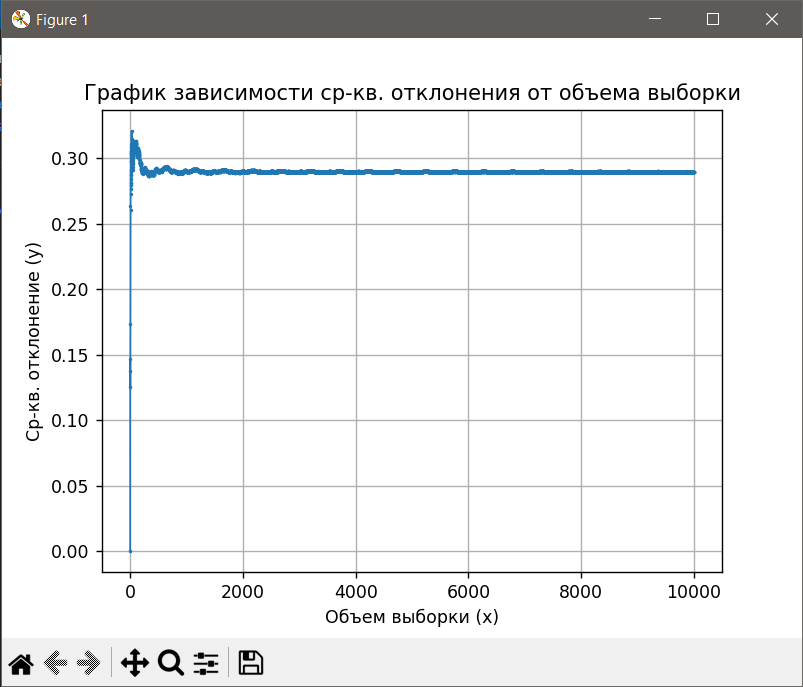 Figure 1
График зависимости ср-кв. отклонения от объема выборки
0.30
0.25
0.20
0.15
0.10
0.05
0.00
Ср-кв. отклонение (y)
0 2000 4000 6000 8000 10000
Объем выборки (x)